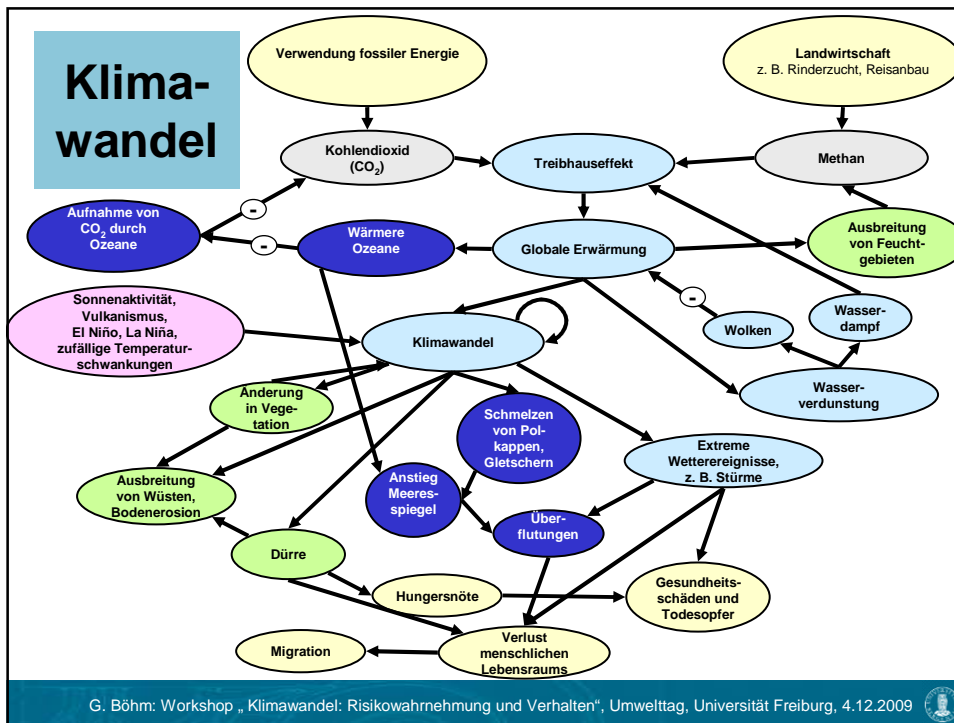 Klima-
wandel
Verwendung fossiler Energie
Landwirtschaft
z. B. Rinderzucht, Reisanbau
Kohlendioxid
(CO₂)
Treibhauseffekt
Methan
-
Aufnahme von
CO₂ durch
Ozeane
-
Wärmere
Ozeane
Globale Erwärmung
Ausbreitung
von Feucht-
gebieten
-
Sonnenaktivität,
Vulkanismus,
El Niño, La Niña,
zufällige Temperatur-
schwankungen
Klimawandel
Wolken
Wasser-
dampf
Wasser-
verdunstung
Änderung
in Vege-
tation
Schmelzen
von Pol-
kappen,
Gletschern
Extreme
Wetterereignisse,
z. B. Stürme
Ausbreitung
von Wüsten,
Bodenerosion
Anstieg
Meeres-
spiegel
Über-
flutungen
Dürre
Hungersnöte
Gesundheits-
schäden und
Todesopfer
Migration
Verlust
menschlichen
Lebensraums
G. Böhm: Workshop „ Klimawandel: Risikowahrnehmung und Verhalten“, Umwelttag, Universität Freiburg, 4.12.2009